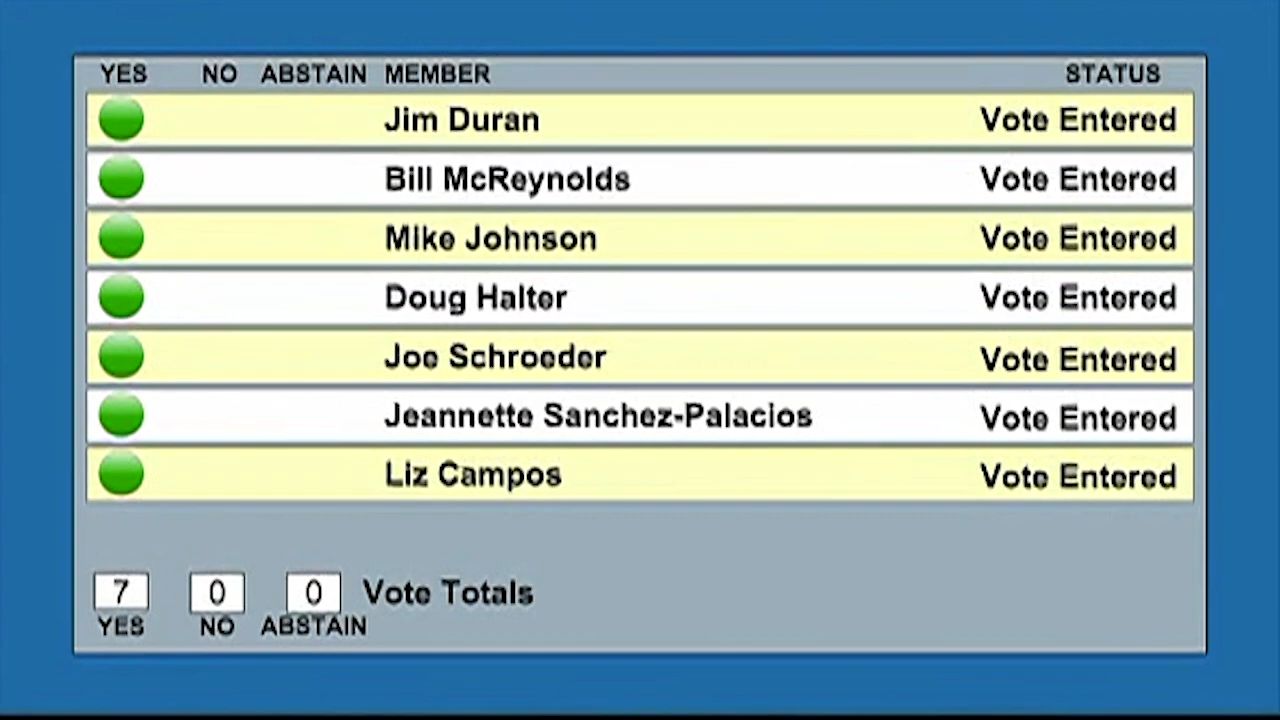 YES NO ABSTAIN MEMBER STATUS
Jim Duran Vote Entered
Bill McReynolds Vote Entered
Mike Johnson Vote Entered
Doug Halter Vote Entered
Joe Schroeder Vote Entered
Jeannette Sanchez-Palacios Vote Entered
Liz Campos Vote Entered
7 0 0 Vote Totals
YES NO ABSTAIN